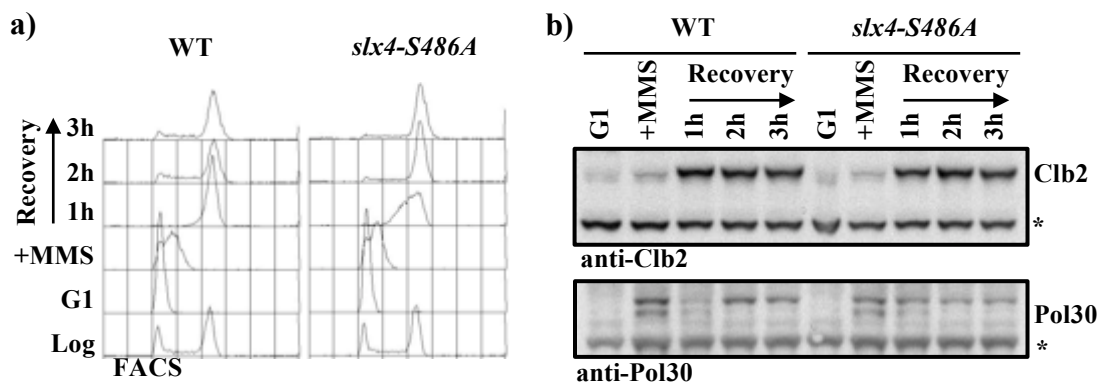 a)
WT slx4-S486A
Recovery
3h
2h
1h
+MMS
G1
Log
FACS
b)
WT slx4-S486A
Recovery Recovery
G1 +MMS 1h 2h 3h G1 +MMS 1h 2h 3h
Clb2
*
anti-Clb2
Pol30
*
anti-Pol30